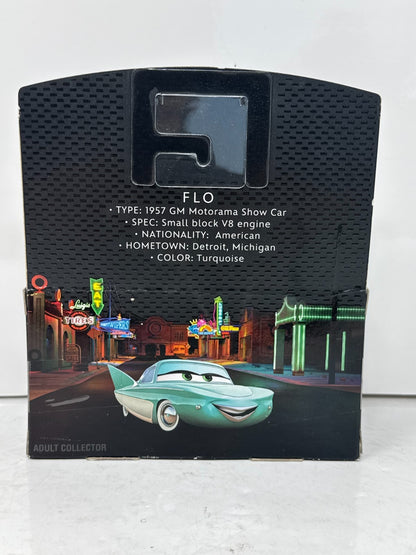 FLO
• TYPE: 1957 GM Motorama Show Car
• SPEC: Small block V8 engine
• NATIONALITY: American
• HOMETOWN: Detroit, Michigan
• COLOR: Turquoise
Luigi's
TIRES
ADULT COLLECTOR